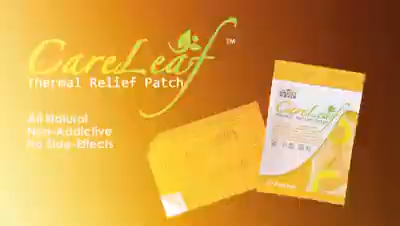 CareLeaf™
Thermal Relief Patch
All Natural
Non-Addictive
No Side-Effects
CareLeaf